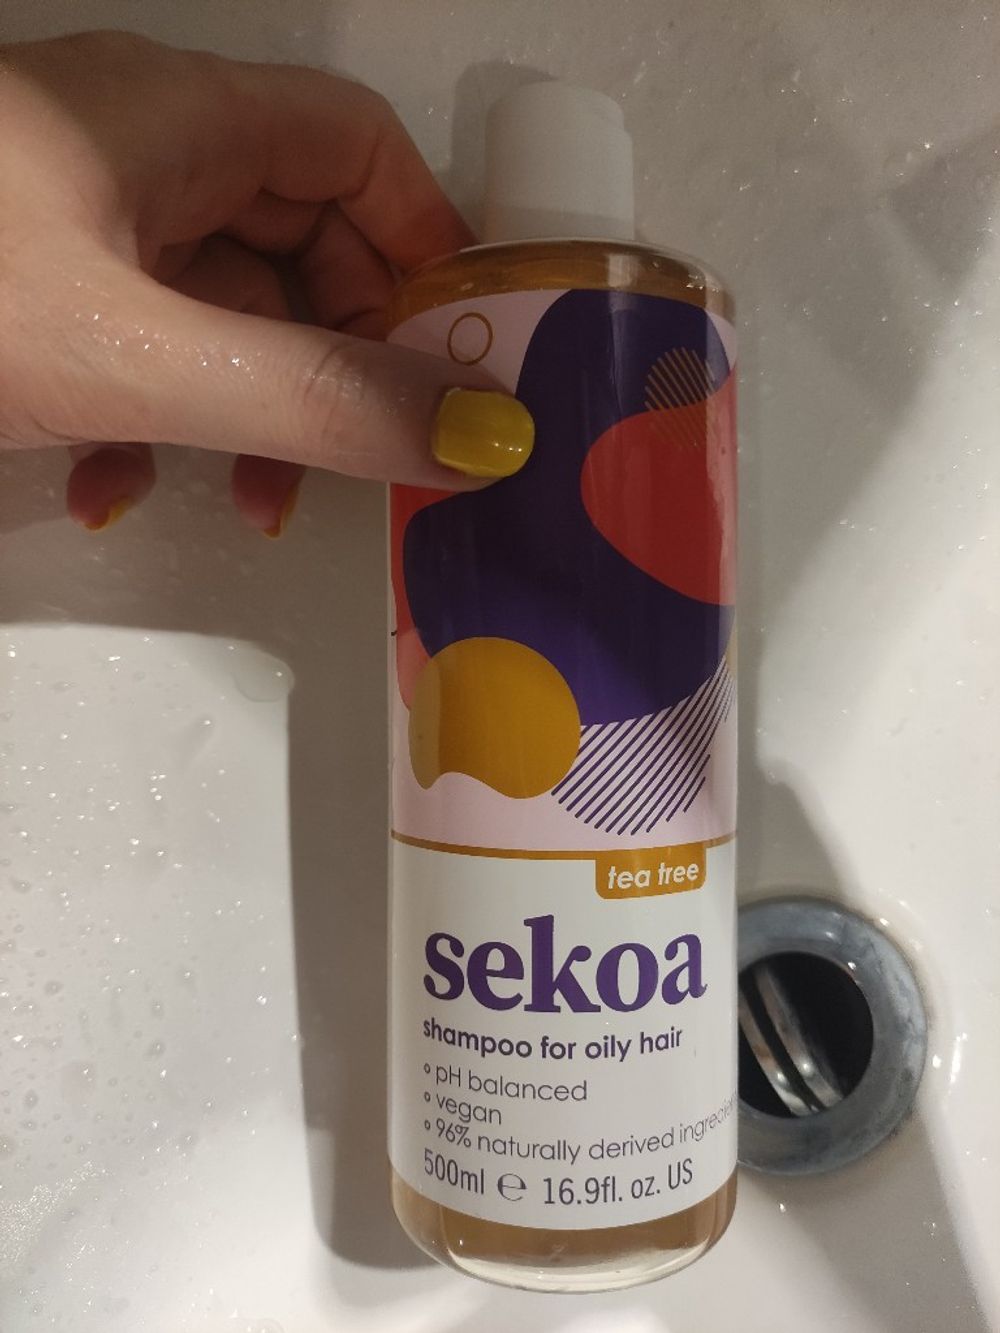 tea tree
sekoa
shampoo for oily hair
° pH balanced
° vegan
° 96% naturally derived
500ml ℮ 16.9fl. oz. US